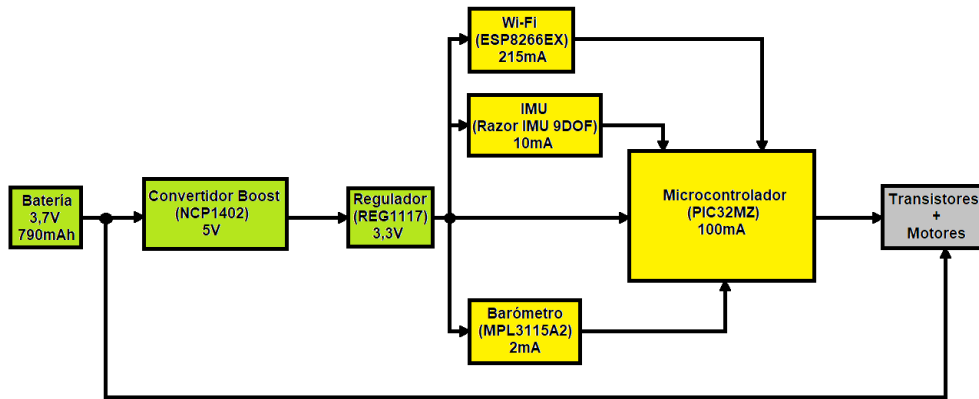 Wi-Fi
(ESP8266EX)
215mA
IMU
(Razor IMU 9DOF)
10mA
Batería
3,7V
790mAh
Convertidor Boost
(NCP1402)
5V
Regulador
(REG1117)
3,3V
Microcontrolador
(PIC32MZ)
100mA
Transistores
+
Motores
Barómetro
(MPL3115A2)
2mA